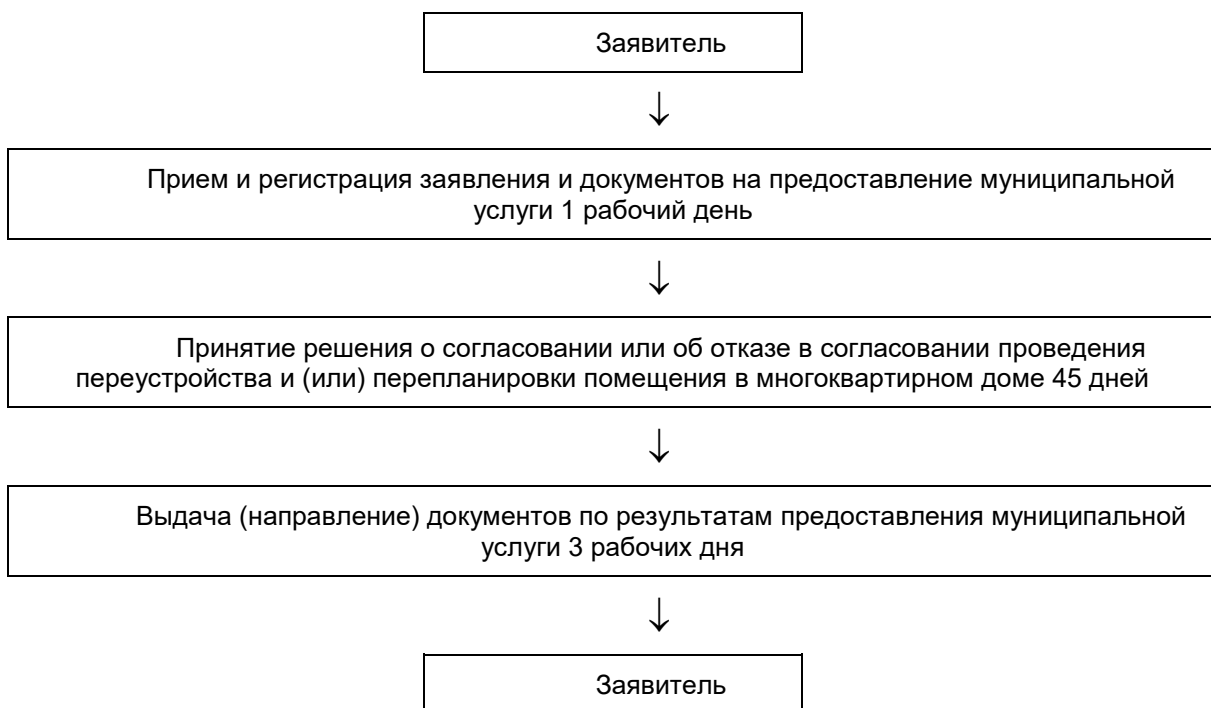 Заявитель
↓
Прием и регистрация заявления и документов на предоставление муниципальной
услуги 1 рабочий день
↓
Принятие решения о согласовании или об отказе в согласовании проведения
переустройства и (или) перепланировки помещения в многоквартирном доме 45 дней
↓
Выдача (направление) документов по результатам предоставления муниципальной
услуги 3 рабочих дня
↓
Заявитель